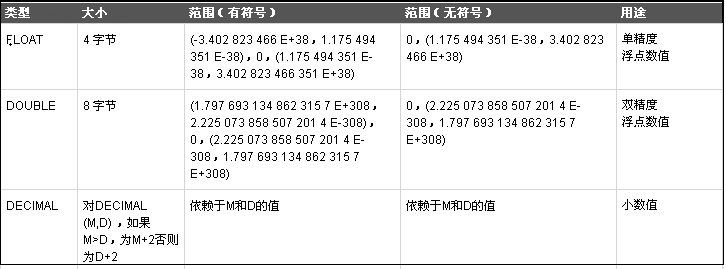 类型 大小 范围（有符号） 范围（无符号） 用途
FLOAT 4 字节 (-3.402 823 466 E+38，1.175 494 0，(1.175 494 351 E-38，3.402 823 单精度
351 E-38)，0，(1.175 494 351 E- 466 E+38) 浮点数值
38，3.402 823 466 351 E+38)
DOUBLE 8 字节 (1.797 693 134 862 315 7 E+308， 0，(2.225 073 858 507 201 4 E- 双精度
2.225 073 858 507 201 4 E-308)， 308，1.797 693 134 862 315 7 浮点数值
0，(2.225 073 858 507 201 4 E- E+308)
308，1.797 693 134 862 315 7
E+308)
DECIMAL 对DECIMAL 依赖于M和D的值 依赖于M和D的值 小数值
(M,D) ，如果
M>D，为M+2否则
为D+2